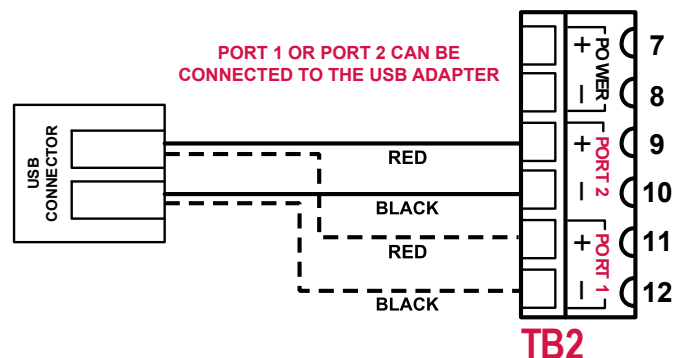 PORT 1 OR PORT 2 CAN BE
CONNECTED TO THE USB ADAPTER
USB
CONNECTOR
RED
BLACK
RED
BLACK
+
–
POWER
+
–
PORT 2
+
–
PORT 1
7
8
9
10
11
12
TB2